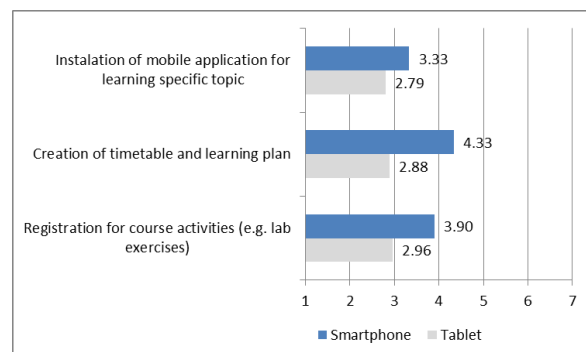 Instalation of mobile application for
learning specific topic
3.33
2.79
Creation of timetable and learning plan
4.33
2.88
Registration for course activities (e.g. lab
exercises)
3.90
2.96
1 2 3 4 5 6 7
Smartphone Tablet